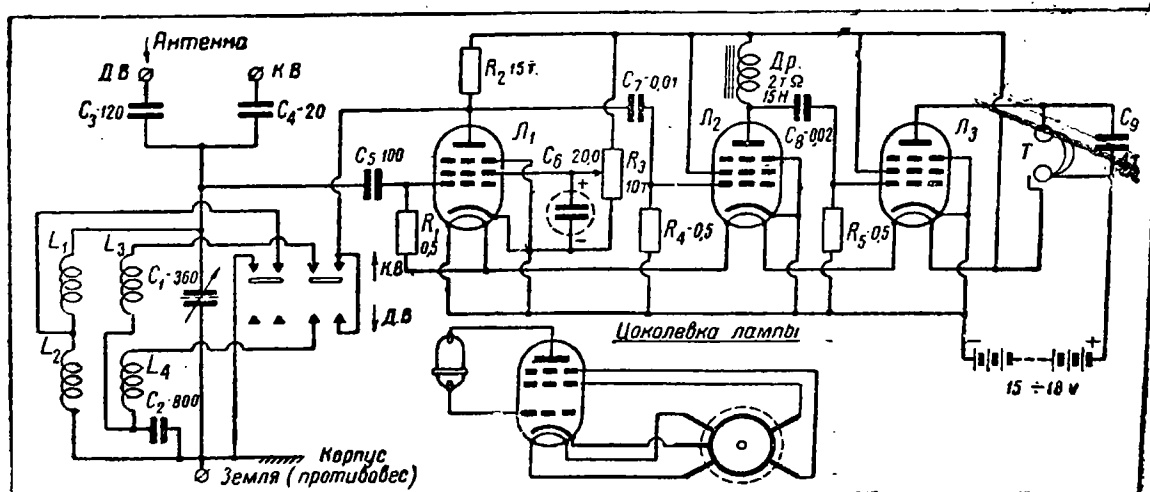 Антенна
ДВ
КВ
C3-120
C4-20
R2 15т.
C7-0,01
Др.
2тΩ
15H
Л1
Л2
C8-0,02
Л3
C9
T
C5 100
C6 20,0
R3
10т
+
-
R1
0,5
R4-0,5
R5-0,5
L1
L3
C1-360
КВ
ДВ
L2
L4
C2-800
Цоколевка лампы
-
+
15÷18 v
Корпус
Земля (противовес)